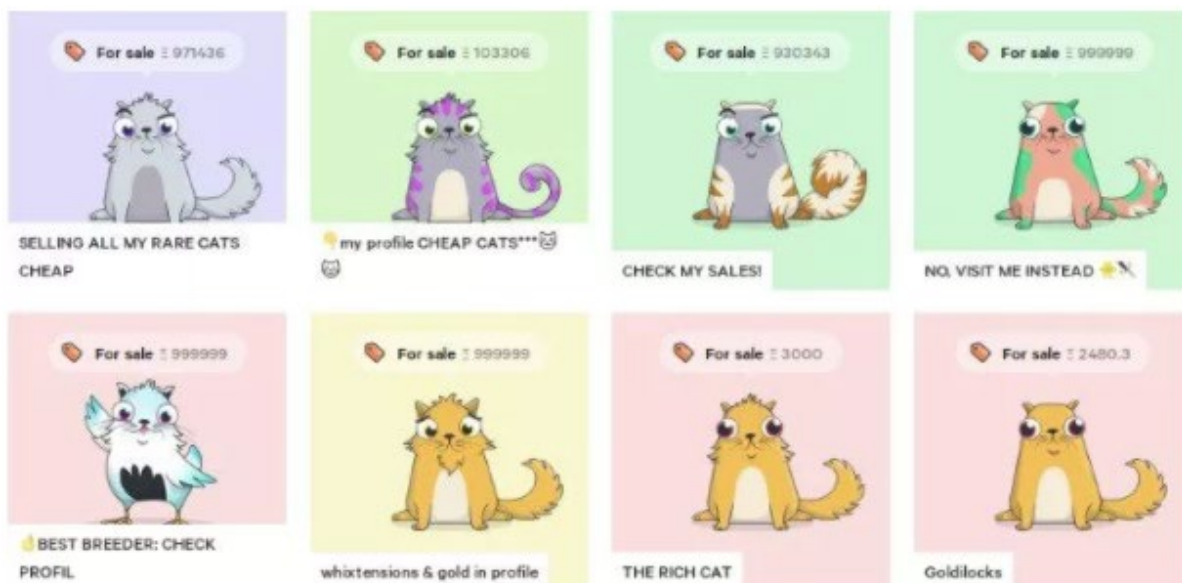 For sale Ξ 971436
For sale Ξ 103306
For sale Ξ 930343
For sale Ξ 999999
SELLING ALL MY RARE CATS
CHEAP
👇my profile CHEAP CATS***🐱
🐱
CHECK MY SALES!
NO, VISIT ME INSTEAD
For sale Ξ 999999
For sale Ξ 999999
For sale Ξ 3000
For sale Ξ 2480.3
👌BEST BREEDER: CHECK
PROFIL
whixtensions & gold in profile
THE RICH CAT
Goldilocks